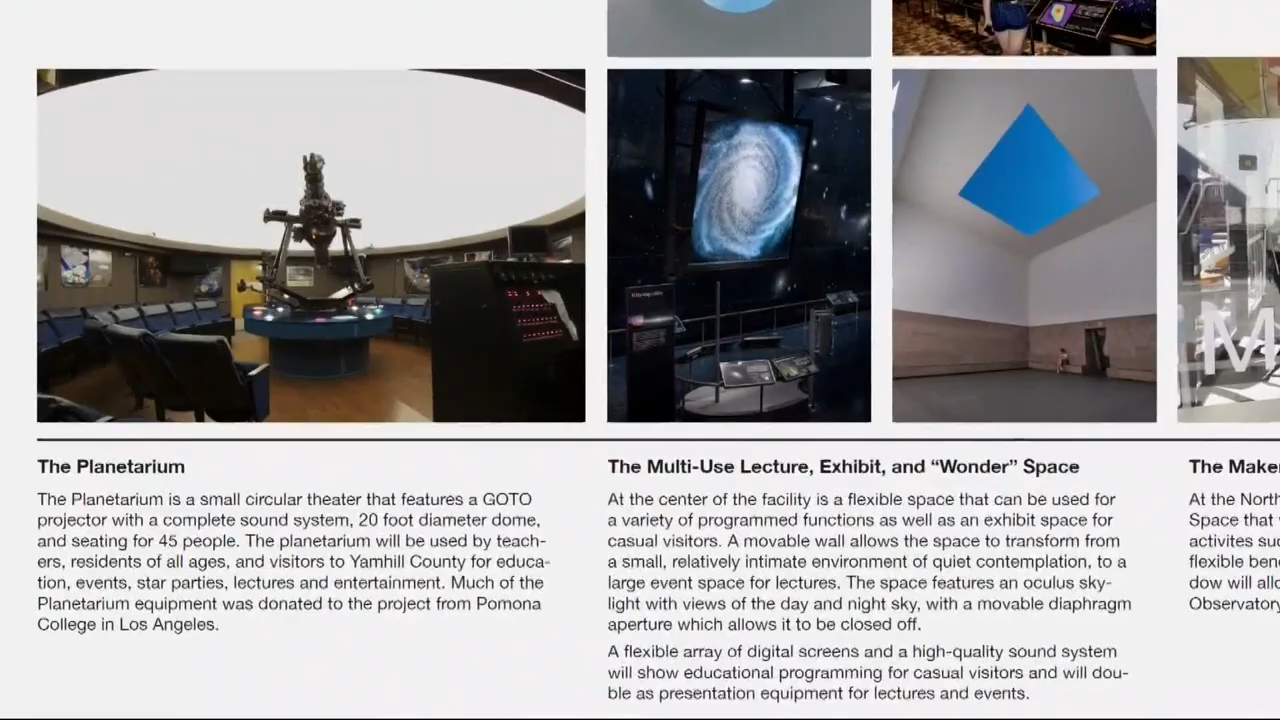 M
The Planetarium
The Planetarium is a small circular theater that features a GOTO
projector with a complete sound system, 20 foot diameter dome,
and seating for 45 people. The planetarium will be used by teach-
ers, residents of all ages, and visitors to Yamhill County for educa-
tion, events, star parties, lectures and entertainment. Much of the
Planetarium equipment was donated to the project from Pomona
College in Los Angeles.
The Multi-Use Lecture, Exhibit, and “Wonder” Space
At the center of the facility is a flexible space that can be used for
a variety of programmed functions as well as an exhibit space for
casual visitors. A movable wall allows the space to transform from
a small, relatively intimate environment of quiet contemplation, to a
large event space for lectures. The space features an oculus sky-
light with views of the day and night sky, with a movable diaphragm
aperture which allows it to be closed off.
A flexible array of digital screens and a high-quality sound system
will show educational programming for casual visitors and will dou-
ble as presentation equipment for lectures and events.
The Make
At the North
Space that
activites suc
flexible ben
dow will allo
Observatory